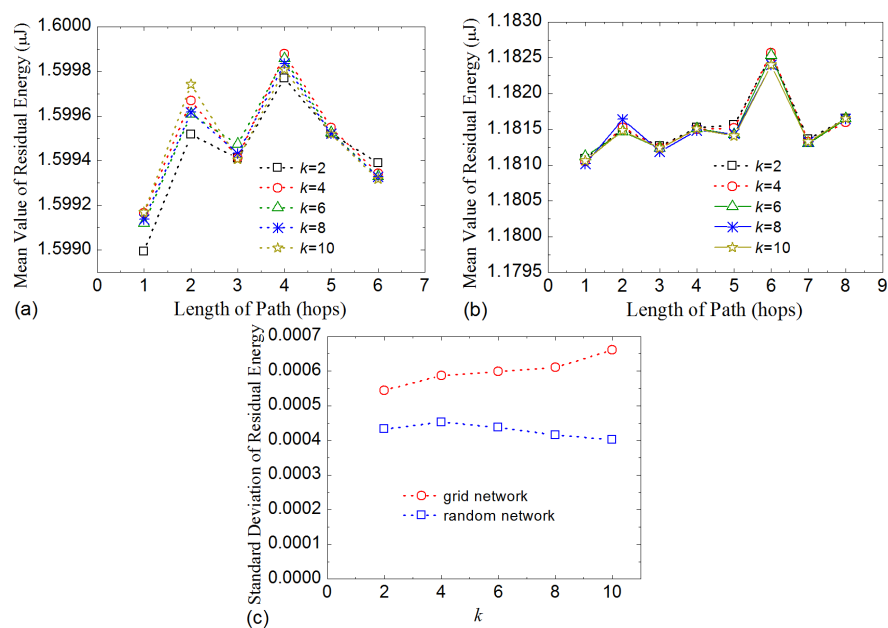 Mean Value of Residual Energy (μJ)
1.6000
1.5998
1.5996
1.5994
1.5992
1.5990
k=2
k=4
k=6
k=8
k=10
0 1 2 3 4 5 6 7
Length of Path (hops)
(a)
Mean Value of Residual Energy (μJ)
1.1830
1.1825
1.1820
1.1815
1.1810
1.1805
1.1800
1.1795
k=2
k=4
k=6
k=8
k=10
0 1 2 3 4 5 6 7 8 9
Length of Path (hops)
(b)
Standard Deviation of Residual Energy
0.0007
0.0006
0.0005
0.0004
0.0003
0.0002
0.0001
0.0000
grid network
random network
0 2 4 6 8 10
k
(c)